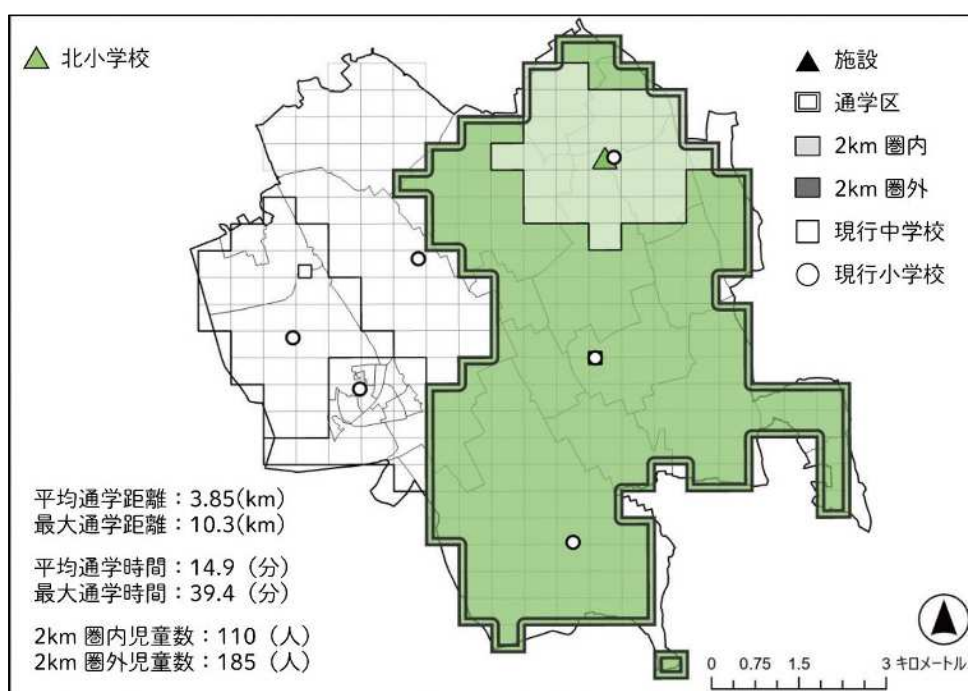 北小学校
施設
通学区
2km 圏内
2km 圏外
現行中学校
現行小学校
平均通学距離：3.85(km)
最大通学距離：10.3(km)
平均通学時間：14.9（分）
最大通学時間：39.4（分）
2km 圏内児童数：110（人）
2km 圏外児童数：185（人）
0 0.75 1.5 3 キロメートル